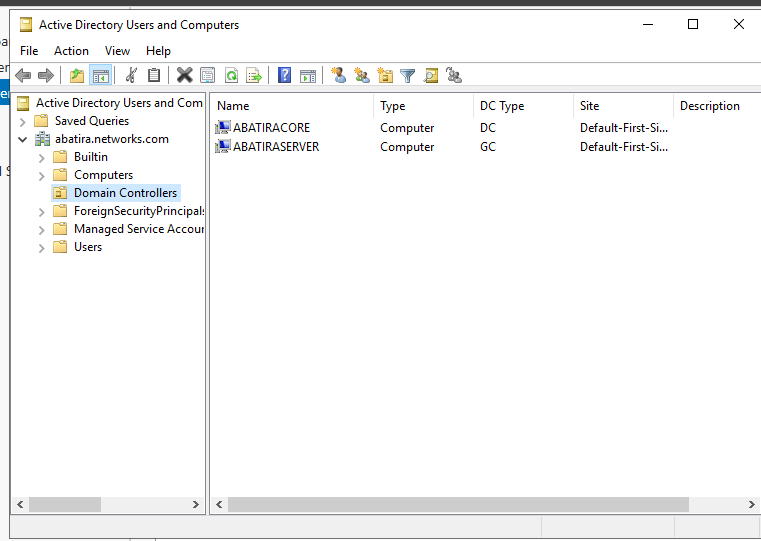 Active Directory Users and Computers
File Action View Help
Active Directory Users and Com
Saved Queries
abatira.networks.com
Builtin
Computers
Domain Controllers
ForeignSecurityPrincipals
Managed Service Accour
Users
Name Type DC Type Site Description
ABATIRACORE Computer DC Default-First-Si...
ABATIRASERVER Computer GC Default-First-Si...